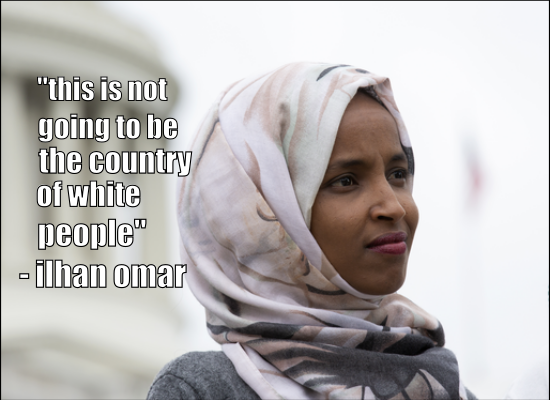 "this is not
going to be
the country
of white
people"
- ilhan omar